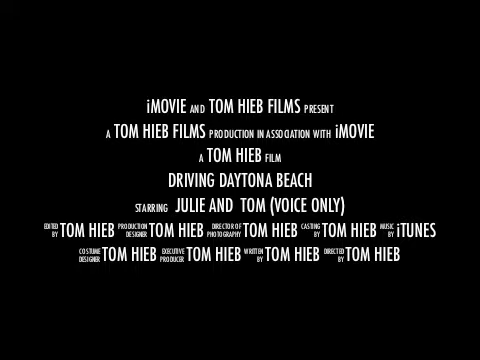 iMOVIE AND TOM HIEB FILMS PRESENT
A TOM HIEB FILMS PRODUCTION IN ASSOCIATION WITH iMOVIE
A TOM HIEB FILM
DRIVING DAYTONA BEACH
STARRING JULIE AND TOM (VOICE ONLY)
EDITED BY TOM HIEB PRODUCTION DESIGNER TOM HIEB DIRECTOR OF PHOTOGRAPHY TOM HIEB CASTING BY TOM HIEB MUSIC BY iTUNES
COSTUME DESIGNER TOM HIEB EXECUTIVE PRODUCER TOM HIEB WRITTEN BY TOM HIEB DIRECTED BY TOM HIEB